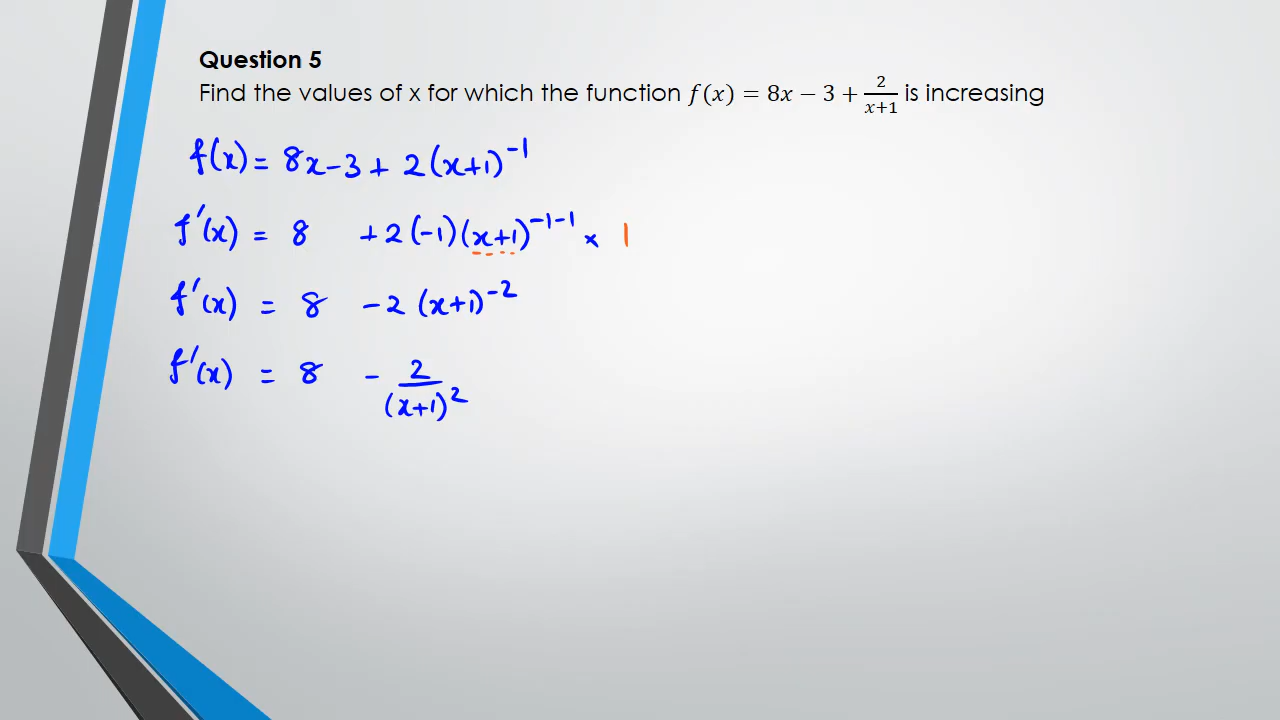 Question 5
Find the values of x for which the function f(x) = 8x − 3 + 2/(x+1) is increasing
f(x) = 8x − 3 + 2(x+1)⁻¹
f'(x) = 8 + 2(−1)(x+1)⁻¹⁻¹ × 1
f'(x) = 8 − 2(x+1)⁻²
f'(x) = 8 − 2/(x+1)²